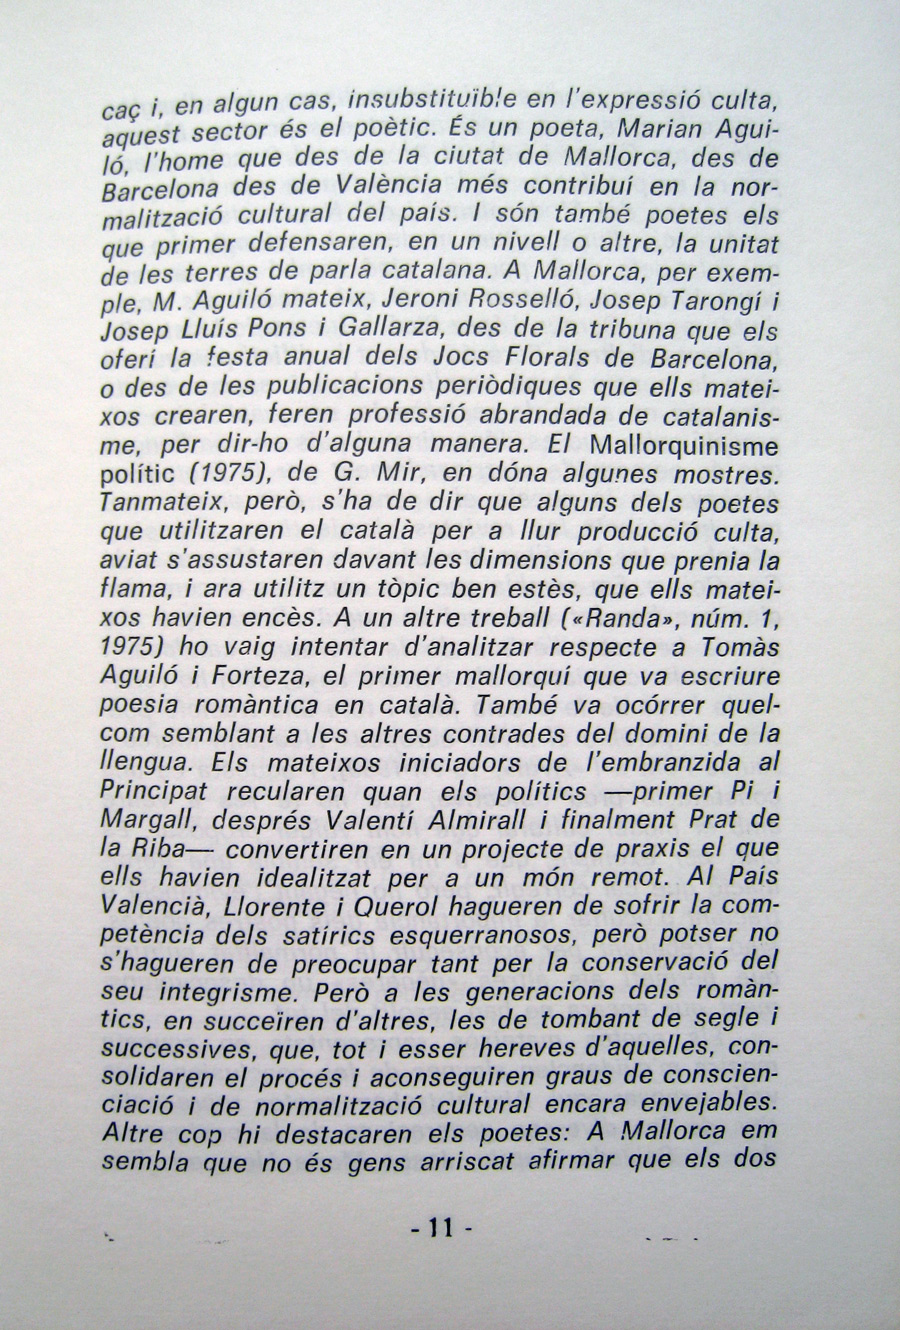 caç i, en algun cas, insubstituïble en l'expressió culta,
aquest sector és el poètic. És un poeta, Marian Agui-
ló, l'home que des de la ciutat de Mallorca, des de
Barcelona des de València més contribuí en la nor-
malització cultural del país. I són també poetes els
que primer defensaren, en un nivell o altre, la unitat
de les terres de parla catalana. A Mallorca, per exem-
ple, M. Aguiló mateix, Jeroni Rosselló, Josep Tarongí i
Josep Lluís Pons i Gallarza, des de la tribuna que els
oferí la festa anual dels Jocs Florals de Barcelona,
o des de les publicacions periòdiques que ells matei-
xos crearen, feren professió abrandada de catalanis-
me, per dir-ho d'alguna manera. El Mallorquinisme
polític (1975), de G. Mir, en dóna algunes mostres.
Tanmateix, però, s'ha de dir que alguns dels poetes
que utilitzaren el català per a llur producció culta,
aviat s'assustaren davant les dimensions que prenia la
flama, i ara utilitz un tòpic ben estès, que ells matei-
xos havien encès. A un altre treball («Randa», núm. 1,
1975) ho vaig intentar d'analitzar respecte a Tomàs
Aguiló i Forteza, el primer mallorquí que va escriure
poesia romàntica en català. També va ocórrer quel-
com semblant a les altres contrades del domini de la
llengua. Els mateixos iniciadors de l'embranzida al
Principat recularen quan els polítics —primer Pi i
Margall, després Valentí Almirall i finalment Prat de
la Riba— convertiren en un projecte de praxis el que
ells havien idealitzat per a un món remot. Al País
Valencià, Llorente i Querol hagueren de sofrir la com-
petència dels satírics esquerranosos, però potser no
s'hagueren de preocupar tant per la conservació del
seu integrisme. Però a les generacions dels romàn-
tics, en succeïren d'altres, les de tombant de segle i
successives, que, tot i esser hereves d'aquelles, con-
solidaren el procés i aconseguiren graus de conscien-
ciació i de normalització cultural encara envejables.
Altre cop hi destacaren els poetes: A Mallorca em
sembla que no és gens arriscat afirmar que els dos
- 11 -